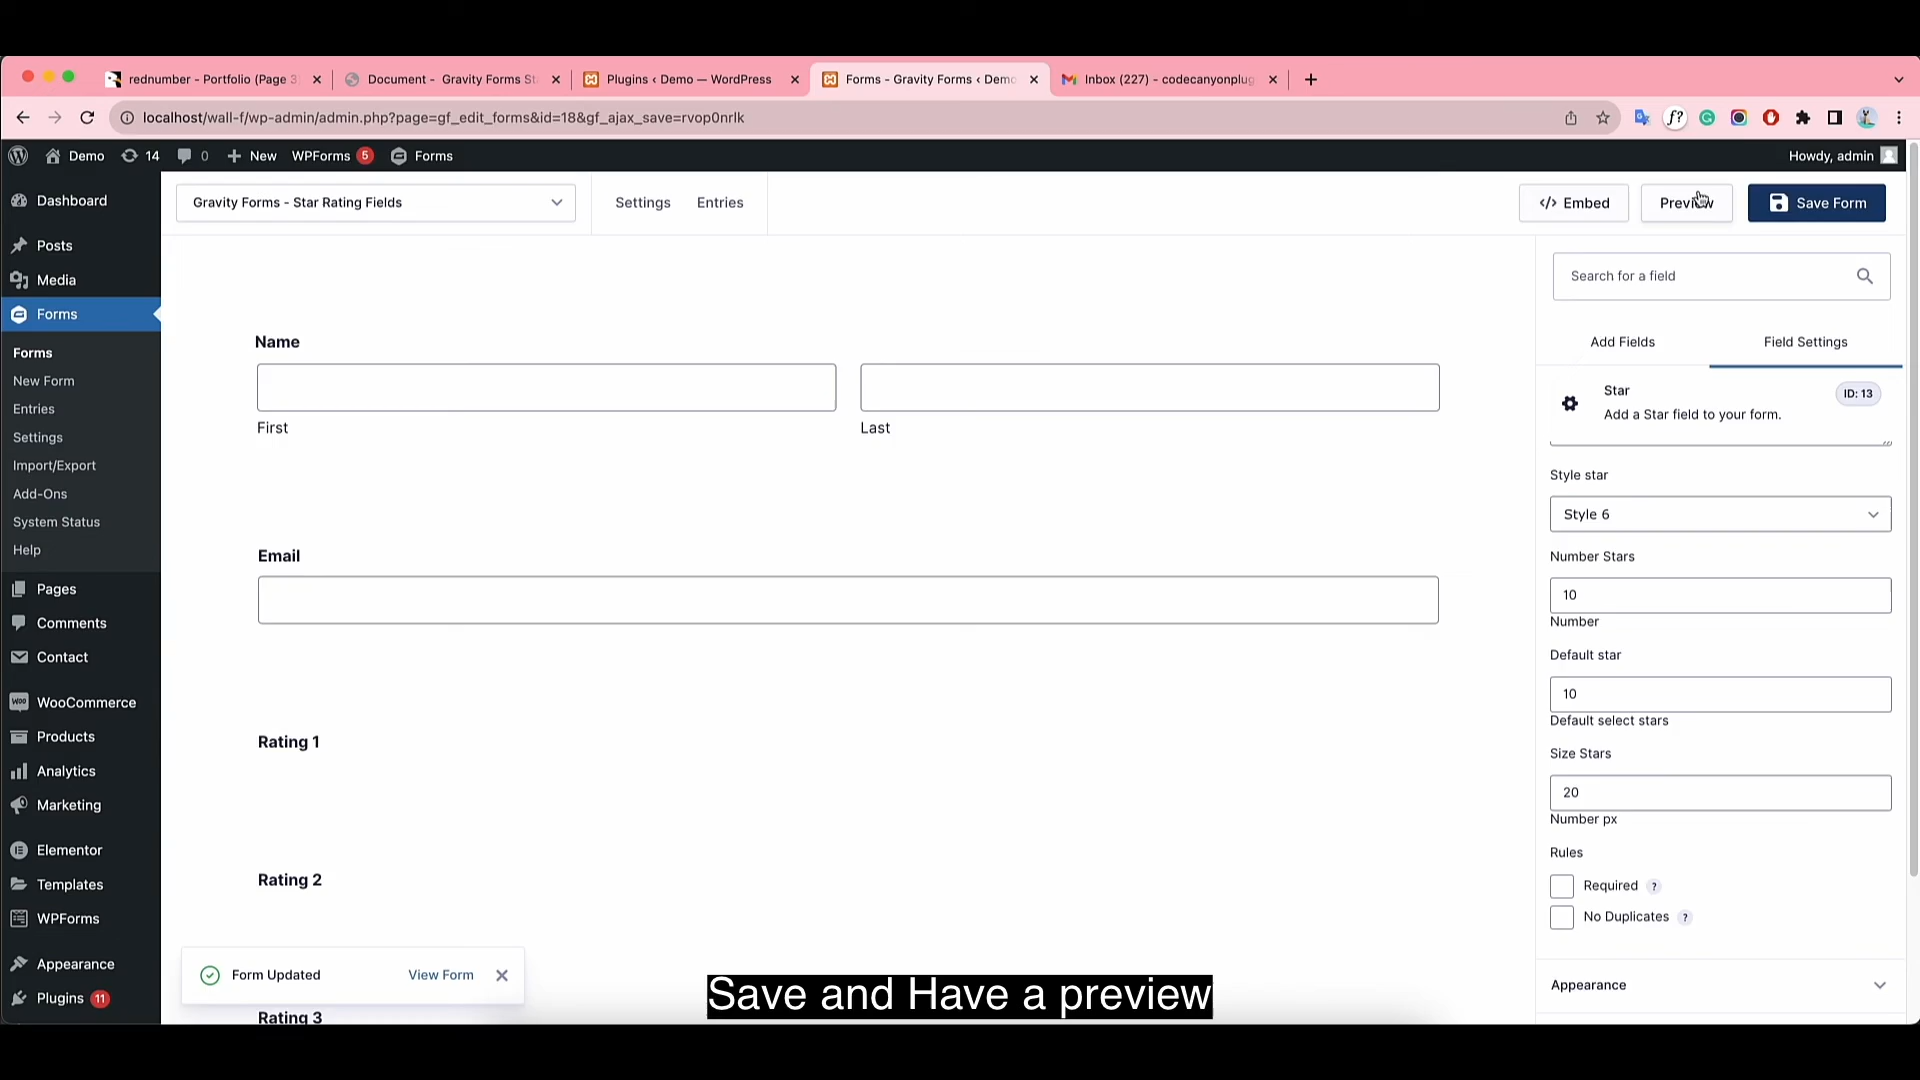 rednumber - Portfolio (Page 3
Document - Gravity Forms St
Plugins ‹ Demo — WordPress
Forms - Gravity Forms ‹ Demo
Inbox (227) - codecanyonplug
localhost/wall-f/wp-admin/admin.php?page=gf_edit_forms&id=18&gf_ajax_save=rvop0nrlk
Demo 14 0 New WPForms 5 Forms
Howdy, admin
Dashboard
Posts
Media
Forms
Forms
New Form
Entries
Settings
Import/Export
Add-Ons
System Status
Help
Pages
Comments
Contact
WooCommerce
Products
Analytics
Marketing
Elementor
Templates
WPForms
Appearance
Plugins 11
Gravity Forms - Star Rating Fields
Settings
Entries
</> Embed
Preview
Save Form
Name
First
Last
Email
Rating 1
Rating 2
Rating 3
Form Updated
View Form
Search for a field
Add Fields
Field Settings
Star
ID: 13
Add a Star field to your form.
Style star
Style 6
Number Stars
10
Number
Default star
10
Default select stars
Size Stars
20
Number px
Rules
Required ?
No Duplicates ?
Appearance
Save and Have a preview